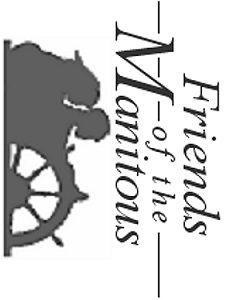 Friends
of the
Manitous